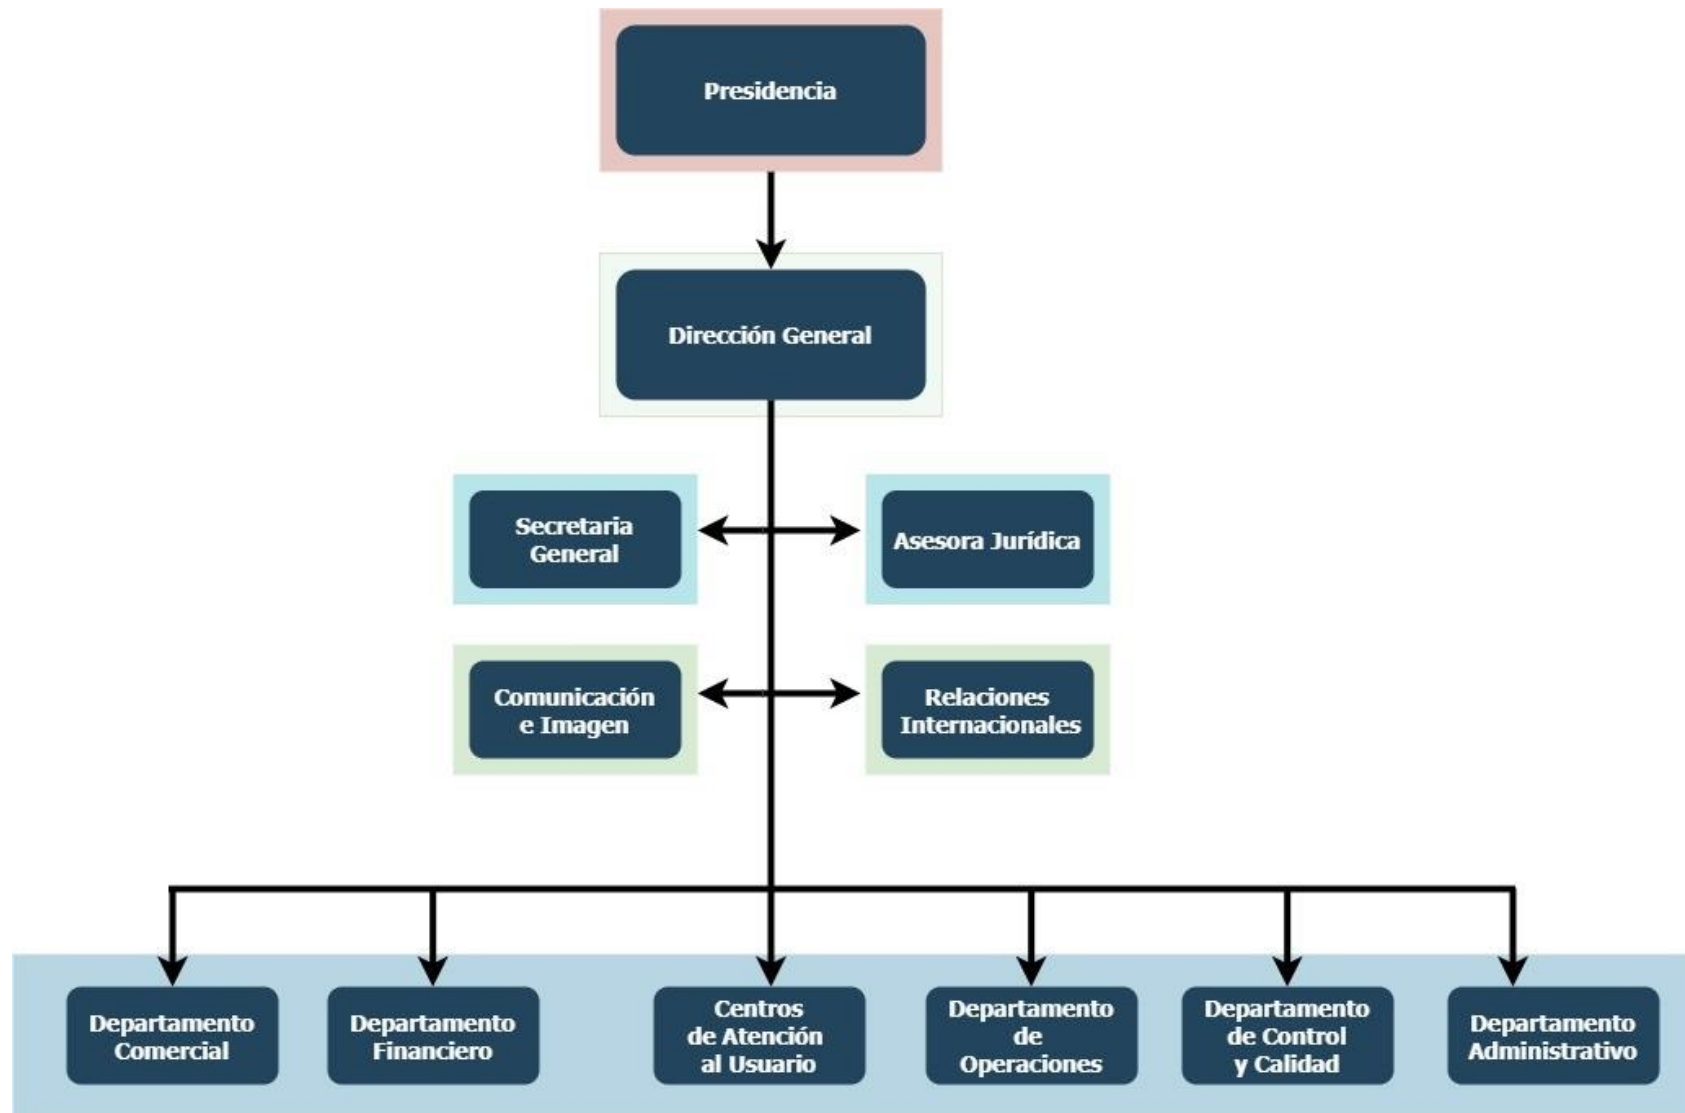 Presidencia
Dirección General
Secretaria
General
Asesora Jurídica
Comunicación
e Imagen
Relaciones
Internacionales
Departamento
Comercial
Departamento
Financiero
Centros
de Atención
al Usuario
Departamento
de
Operaciones
Departamento
de Control
y Calidad
Departamento
Administrativo